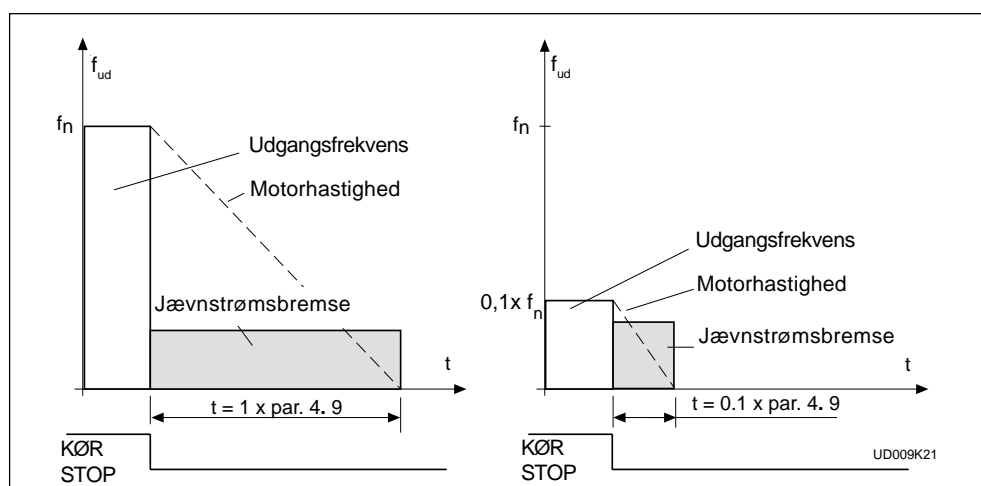 f_ud
f_n
Udgangsfrekvens
Motorhastighed
Jævnstrømsbremse
t
t = 1 x par. 4. 9
KØR
STOP
f_ud
f_n
Udgangsfrekvens
Motorhastighed
0,1x f_n
Jævnstrømsbremse
t
t = 0.1 x par. 4. 9
KØR
STOP
UD009K21